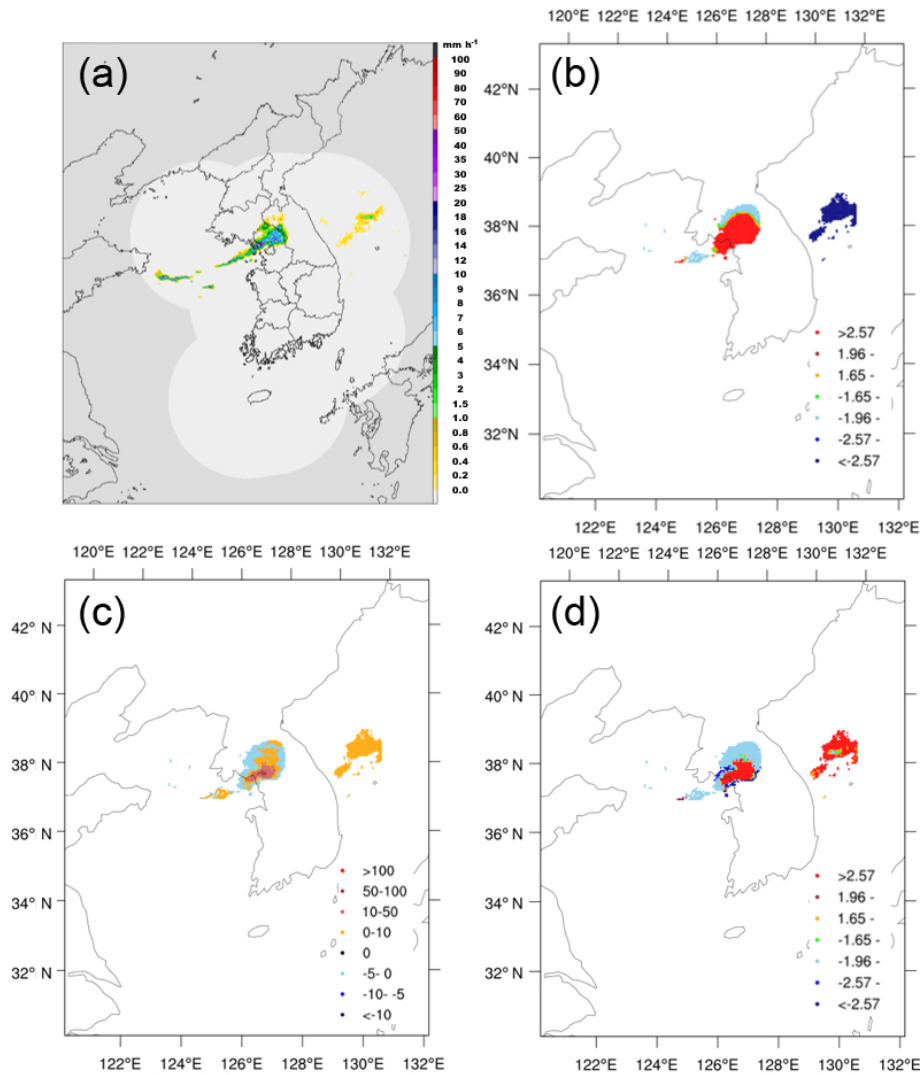 120°E 122°E 124°E 126°E 128°E 130°E 132°E
mm h⁻¹
(a)
100
90
80
70
60
50
40
35
30
25
20
18
16
14
12
10
9
8
7
6
5
4
3
2
1.5
1.0
0.8
0.6
0.4
0.2
0.0
(b)
42°N
40°N
38°N
36°N
34°N
32°N
>2.57
1.96 -
1.65 -
-1.65 -
-1.96 -
-2.57 -
<-2.57
122°E 124°E 126°E 128°E 130°E 132°E
120°E 122°E 124°E 126°E 128°E 130°E 132°E
(c)
42° N
40° N
38° N
36° N
34° N
32° N
>100
50-100
10-50
0-10
0
-5- 0
-10- -5
<-10
122°E 124°E 126°E 128°E 130°E 132°E
120°E 122°E 124°E 126°E 128°E 130°E 132°E
(d)
42° N
40° N
38° N
36° N
34° N
32° N
>2.57
1.96 -
1.65 -
-1.65 -
-1.96 -
-2.57 -
<-2.57
122°E 124°E 126°E 128°E 130°E 132°E